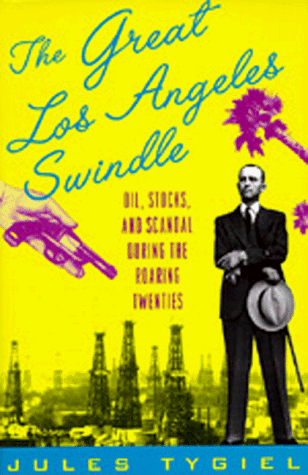 The Great
Los Angeles
Swindle
OIL, STOCKS,
AND SCANDAL
DURING THE
ROARING
TWENTIES
JULES TYGIEL